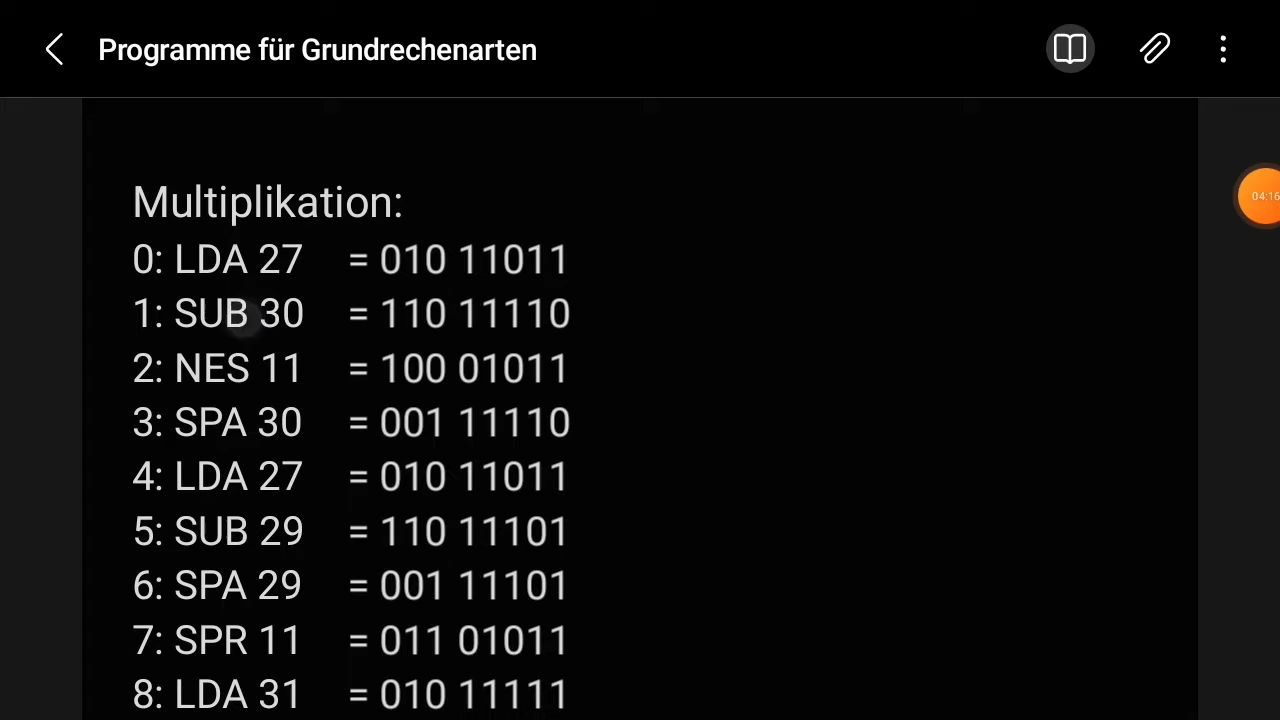 Programme für Grundrechenarten
Multiplikation:
0: LDA 27 = 010 11011
1: SUB 30 = 110 11110
2: NES 11 = 100 01011
3: SPA 30 = 001 11110
4: LDA 27 = 010 11011
5: SUB 29 = 110 11101
6: SPA 29 = 001 11101
7: SPR 11 = 011 01011
8: LDA 31 = 010 11111
04:16